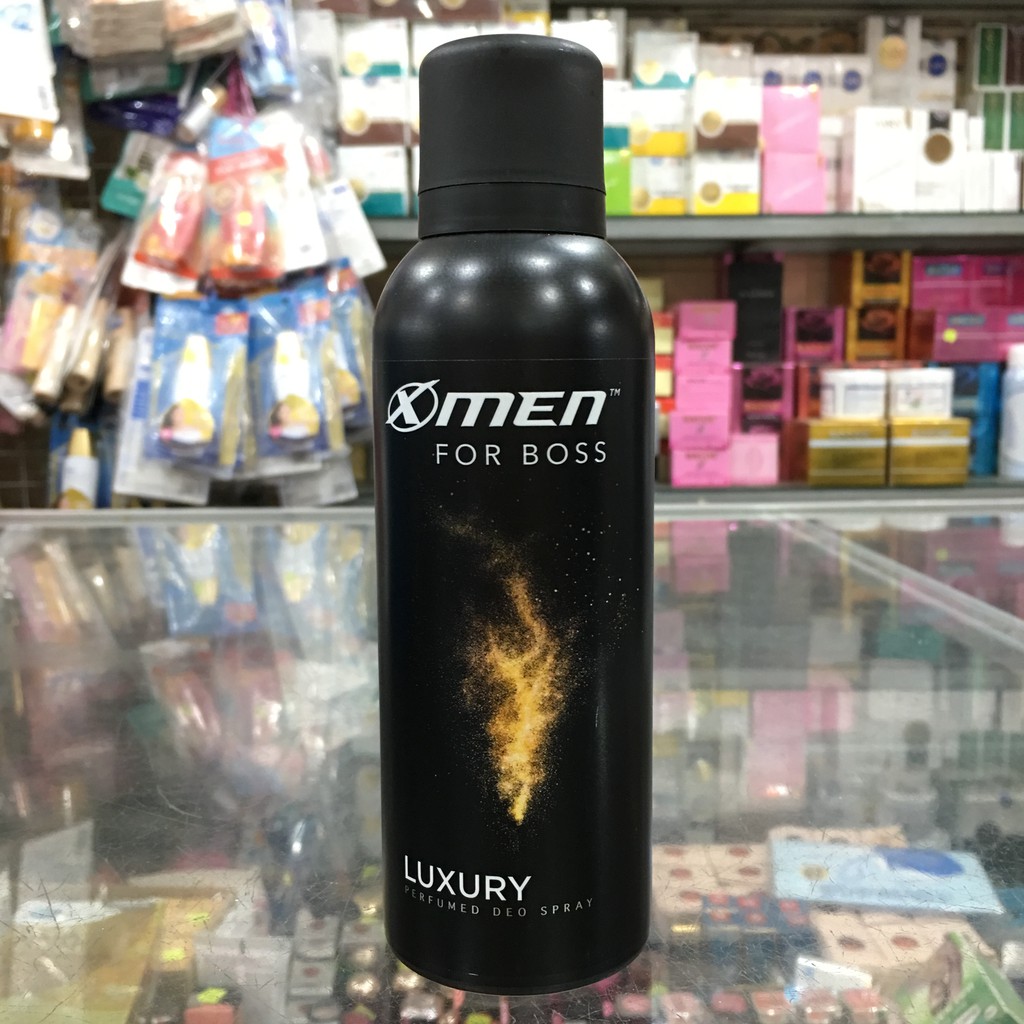 XMEN™
FOR BOSS
LUXURY
PERFUMED DEO SPRAY